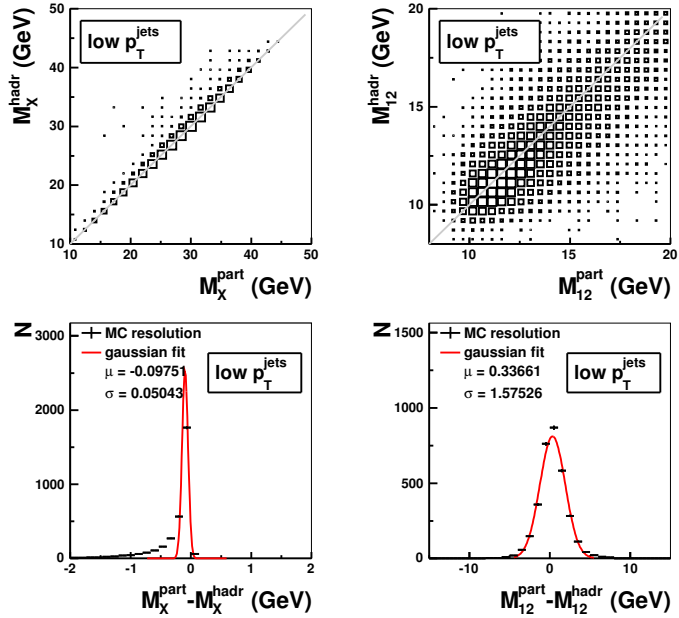 M_X^hadr (GeV)
50
40
30
20
10
low p_T^jets
10 20 30 40 50
M_X^part (GeV)
M_12^hadr (GeV)
20
15
10
low p_T^jets
10 15 20
M_12^part (GeV)
N
3000
2000
1000
0
MC resolution
gaussian fit
μ = -0.09751
σ = 0.05043
low p_T^jets
-2 -1 0 1 2
M_X^part-M_X^hadr (GeV)
N
1500
1000
500
0
MC resolution
gaussian fit
μ = 0.33661
σ = 1.57526
low p_T^jets
-10 0 10
M_12^part-M_12^hadr (GeV)